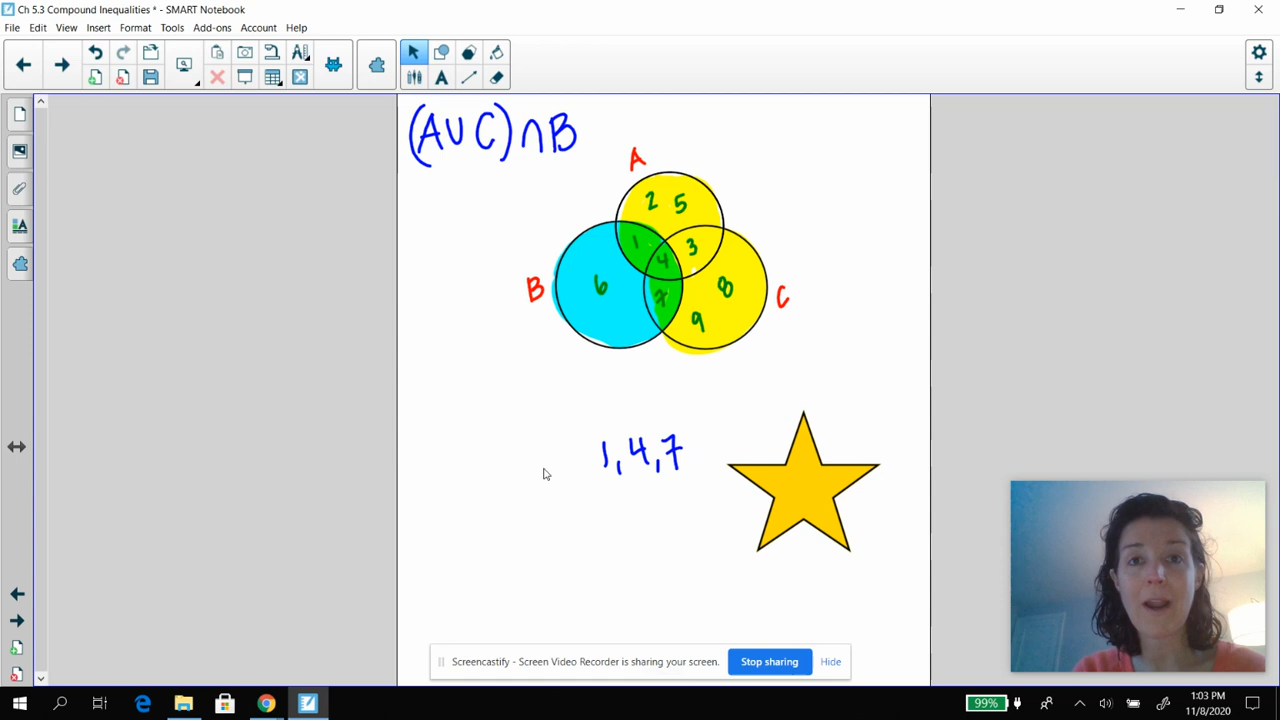 Ch 5.3 Compound Inequalities * - SMART Notebook
File Edit View Insert Format Tools Add-ons Account Help
(A∪C)∩B
A
2 5
1 3
4
B 6 7 8 C
9
1, 4, 7
Screencastify - Screen Video Recorder is sharing your screen. Stop sharing Hide
99% 1:03 PM
11/8/2020